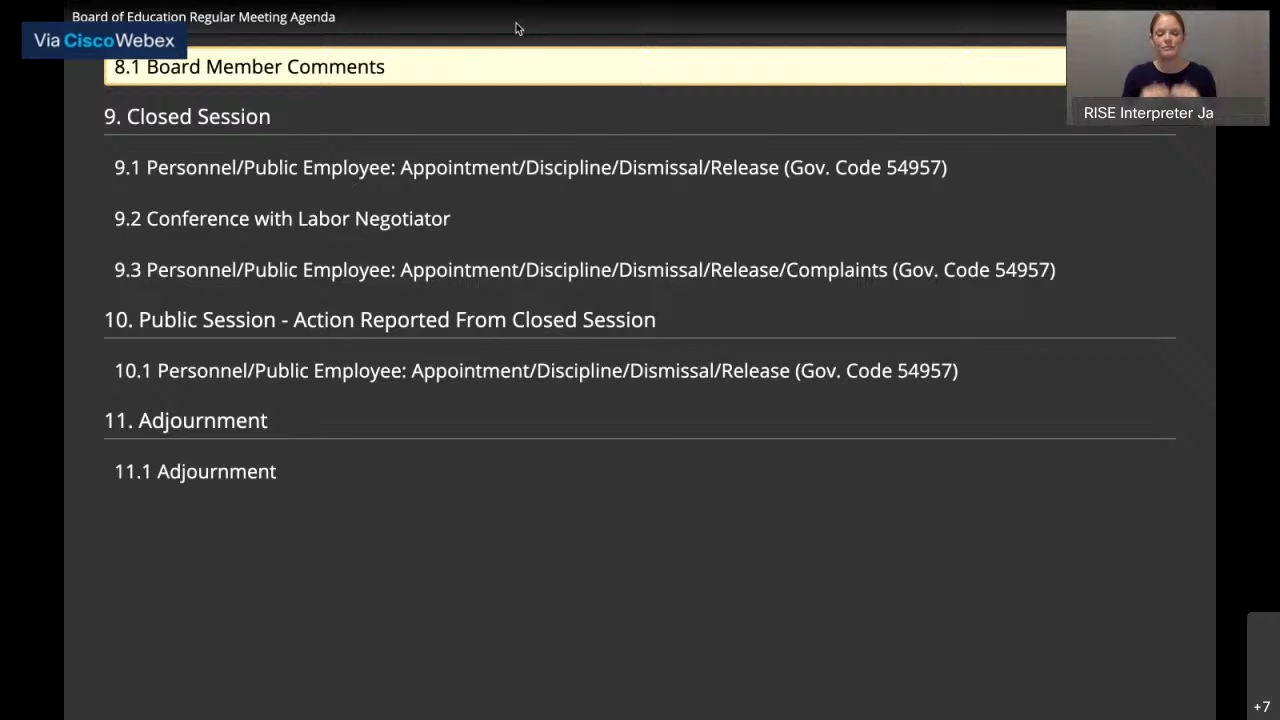 Board of Education Regular Meeting Agenda
Via CiscoWebex
8.1 Board Member Comments
RISE Interpreter Ja
9. Closed Session
9.1 Personnel/Public Employee: Appointment/Discipline/Dismissal/Release (Gov. Code 54957)
9.2 Conference with Labor Negotiator
9.3 Personnel/Public Employee: Appointment/Discipline/Dismissal/Release/Complaints (Gov. Code 54957)
10. Public Session - Action Reported From Closed Session
10.1 Personnel/Public Employee: Appointment/Discipline/Dismissal/Release (Gov. Code 54957)
11. Adjournment
11.1 Adjournment
+7